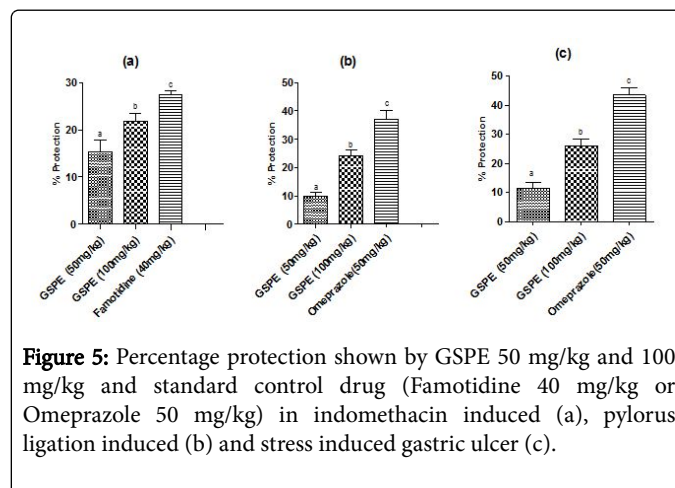 (a)
% Protection
30
20
10
0
a
b
c
GSPE (50mg/kg)
GSPE (100mg/kg)
Famotidine (40mg/kg)
(b)
% Protection
50
40
30
20
10
0
a
b
c
GSPE (50mg/kg)
GSPE (100mg/kg)
Omeprazole(50mg/kg)
(c)
% Protection
50
40
30
20
10
0
a
b
c
GSPE (50mg/kg)
GSPE (100mg/kg)
Omeprazole(50mg/kg)
Figure 5: Percentage protection shown by GSPE 50 mg/kg and 100
mg/kg and standard control drug (Famotidine 40 mg/kg or
Omeprazole 50 mg/kg) in indomethacin induced (a), pylorus
ligation induced (b) and stress induced gastric ulcer (c).